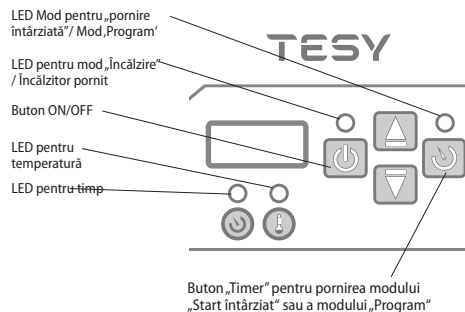 LED Mod pentru „pornire
întârziată”/ Mod‚Program‘
TESY
LED pentru mod „Încălzire”
/ Încălzitor pornit
Buton ON/OFF
LED pentru
temperatură
LED pentru timp
Buton „Timer” pentru pornirea modului
„Start întârziat“ sau a modului „Program“